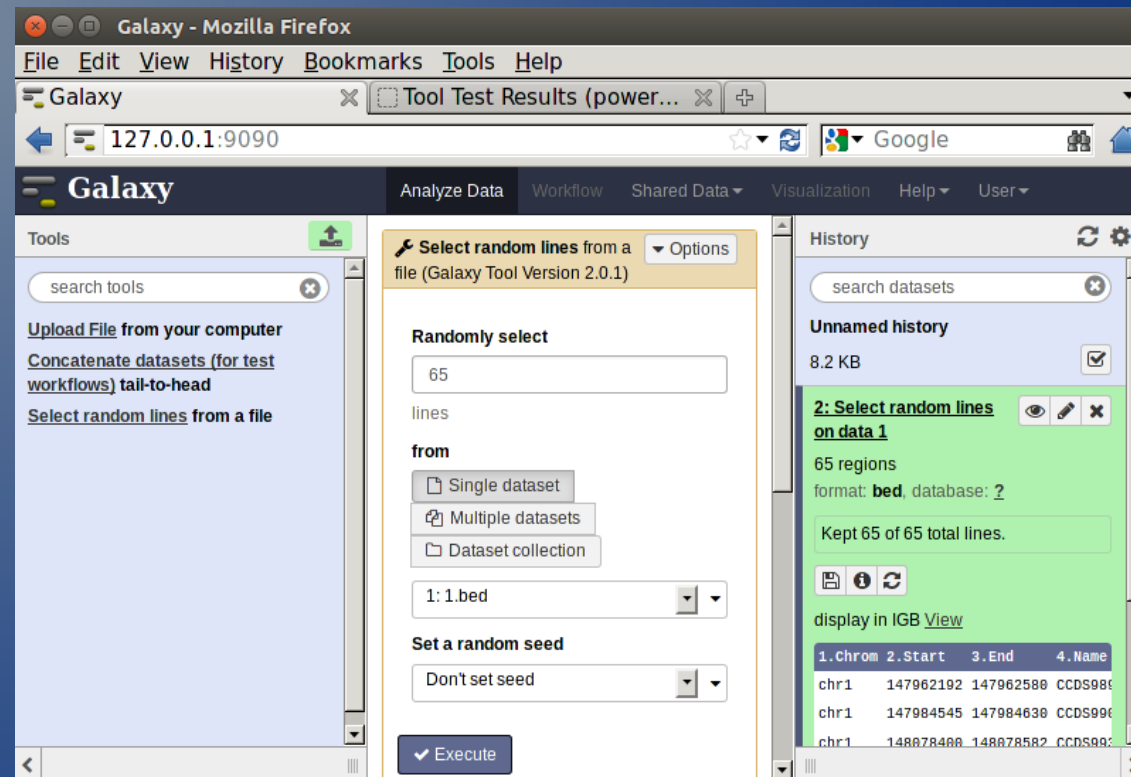 Galaxy - Mozilla Firefox
File Edit View History Bookmarks Tools Help
Galaxy Tool Test Results (power...
127.0.0.1:9090 Google
Galaxy Analyze Data Workflow Shared Data Visualization Help User
Tools
search tools
Upload File from your computer
Concatenate datasets (for test
workflows) tail-to-head
Select random lines from a file
Select random lines from a
file (Galaxy Tool Version 2.0.1)
Options
Randomly select
65
lines
from
Single dataset
Multiple datasets
Dataset collection
1: 1.bed
Set a random seed
Don't set seed
Execute
History
search datasets
Unnamed history
8.2 KB
2: Select random lines
on data 1
65 regions
format: bed, database: ?
Kept 65 of 65 total lines.
display in IGB View
1.Chrom 2.Start 3.End 4.Name
chr1 147962192 147962580
chr1 147984545 147984630
chr1 148078400 148078582